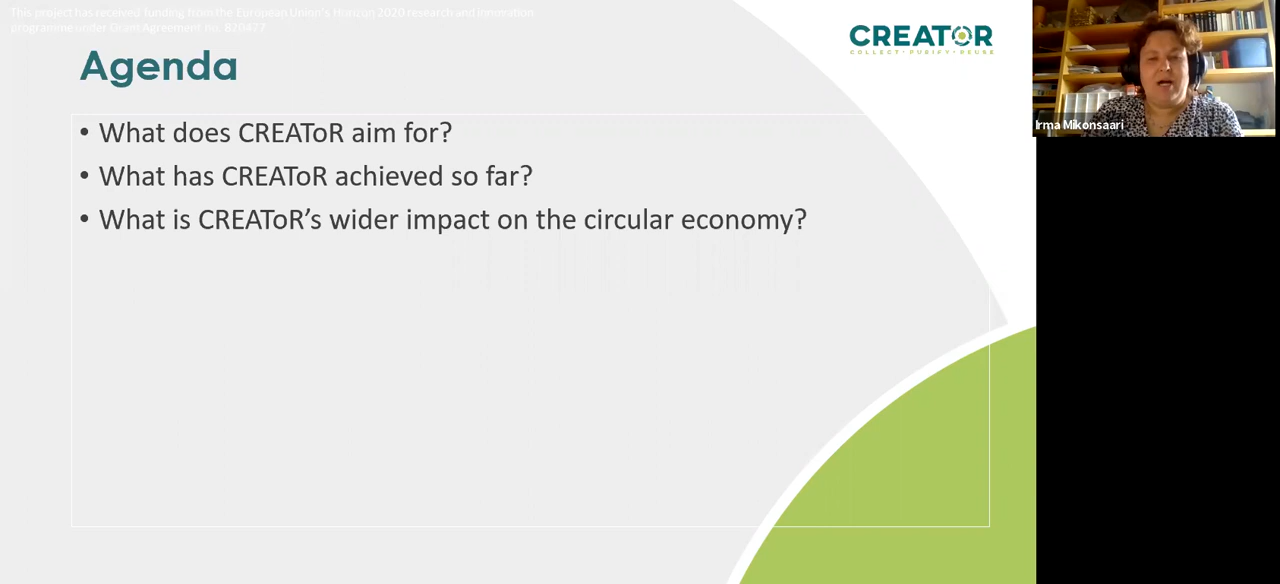 This project has received funding from the European Union's Horizon 2020 research and innovation
programme under Grant Agreement no. 820477
Agenda
CREAToR
COLLECT · PURIFY · REUSE
• What does CREAToR aim for?
• What has CREAToR achieved so far?
• What is CREAToR’s wider impact on the circular economy?
Irma Mikonsaari